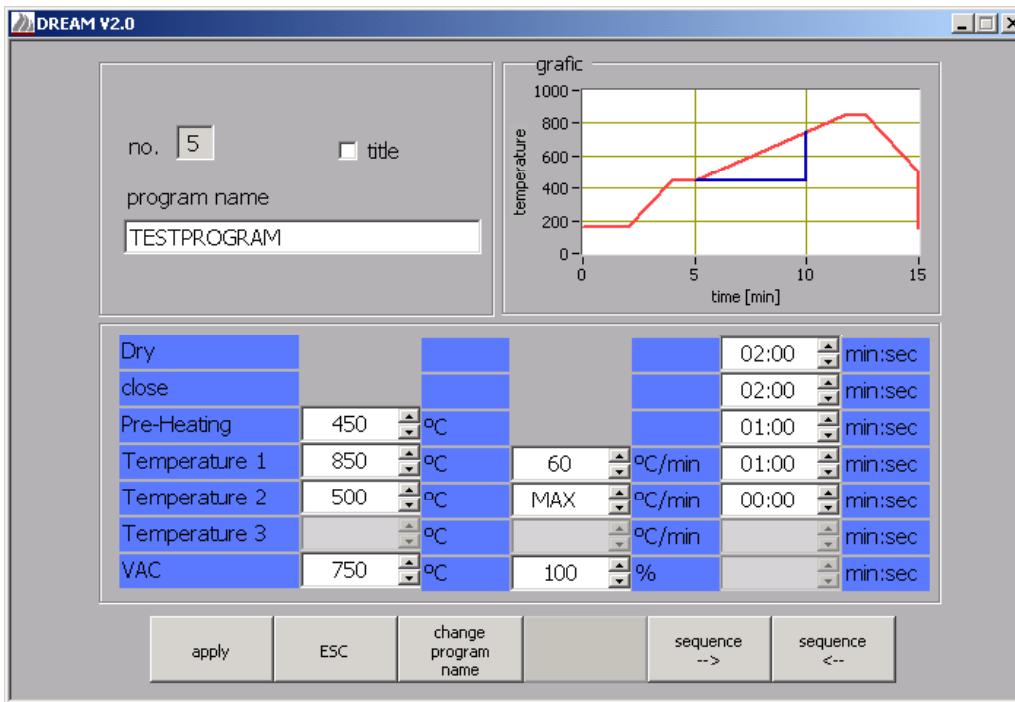 DREAM V2.0
no. 5
title
program name
TESTPROGRAM
grafic
1000
800
600
400
200
0
temperature
0 5 10 15
time [min]
Dry 02:00 min:sec
close 02:00 min:sec
Pre-Heating 450 ºC 01:00 min:sec
Temperature 1 850 ºC 60 ºC/min 01:00 min:sec
Temperature 2 500 ºC MAX ºC/min 00:00 min:sec
Temperature 3 ºC ºC/min min:sec
VAC 750 ºC 100 % min:sec
apply
ESC
change
program
name
sequence
-->
sequence
<--